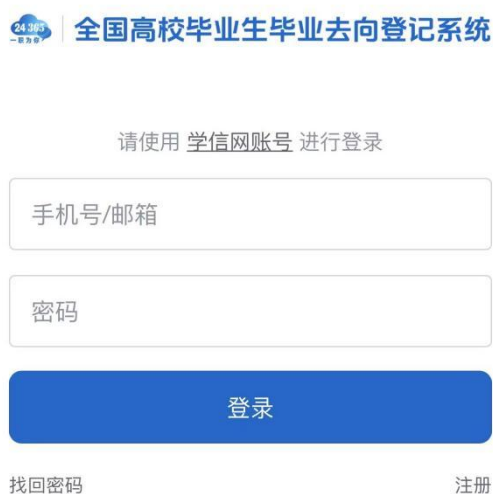 24 365
一职为你
全国高校毕业生毕业去向登记系统
请使用 学信网账号 进行登录
手机号/邮箱
密码
登录
找回密码 注册